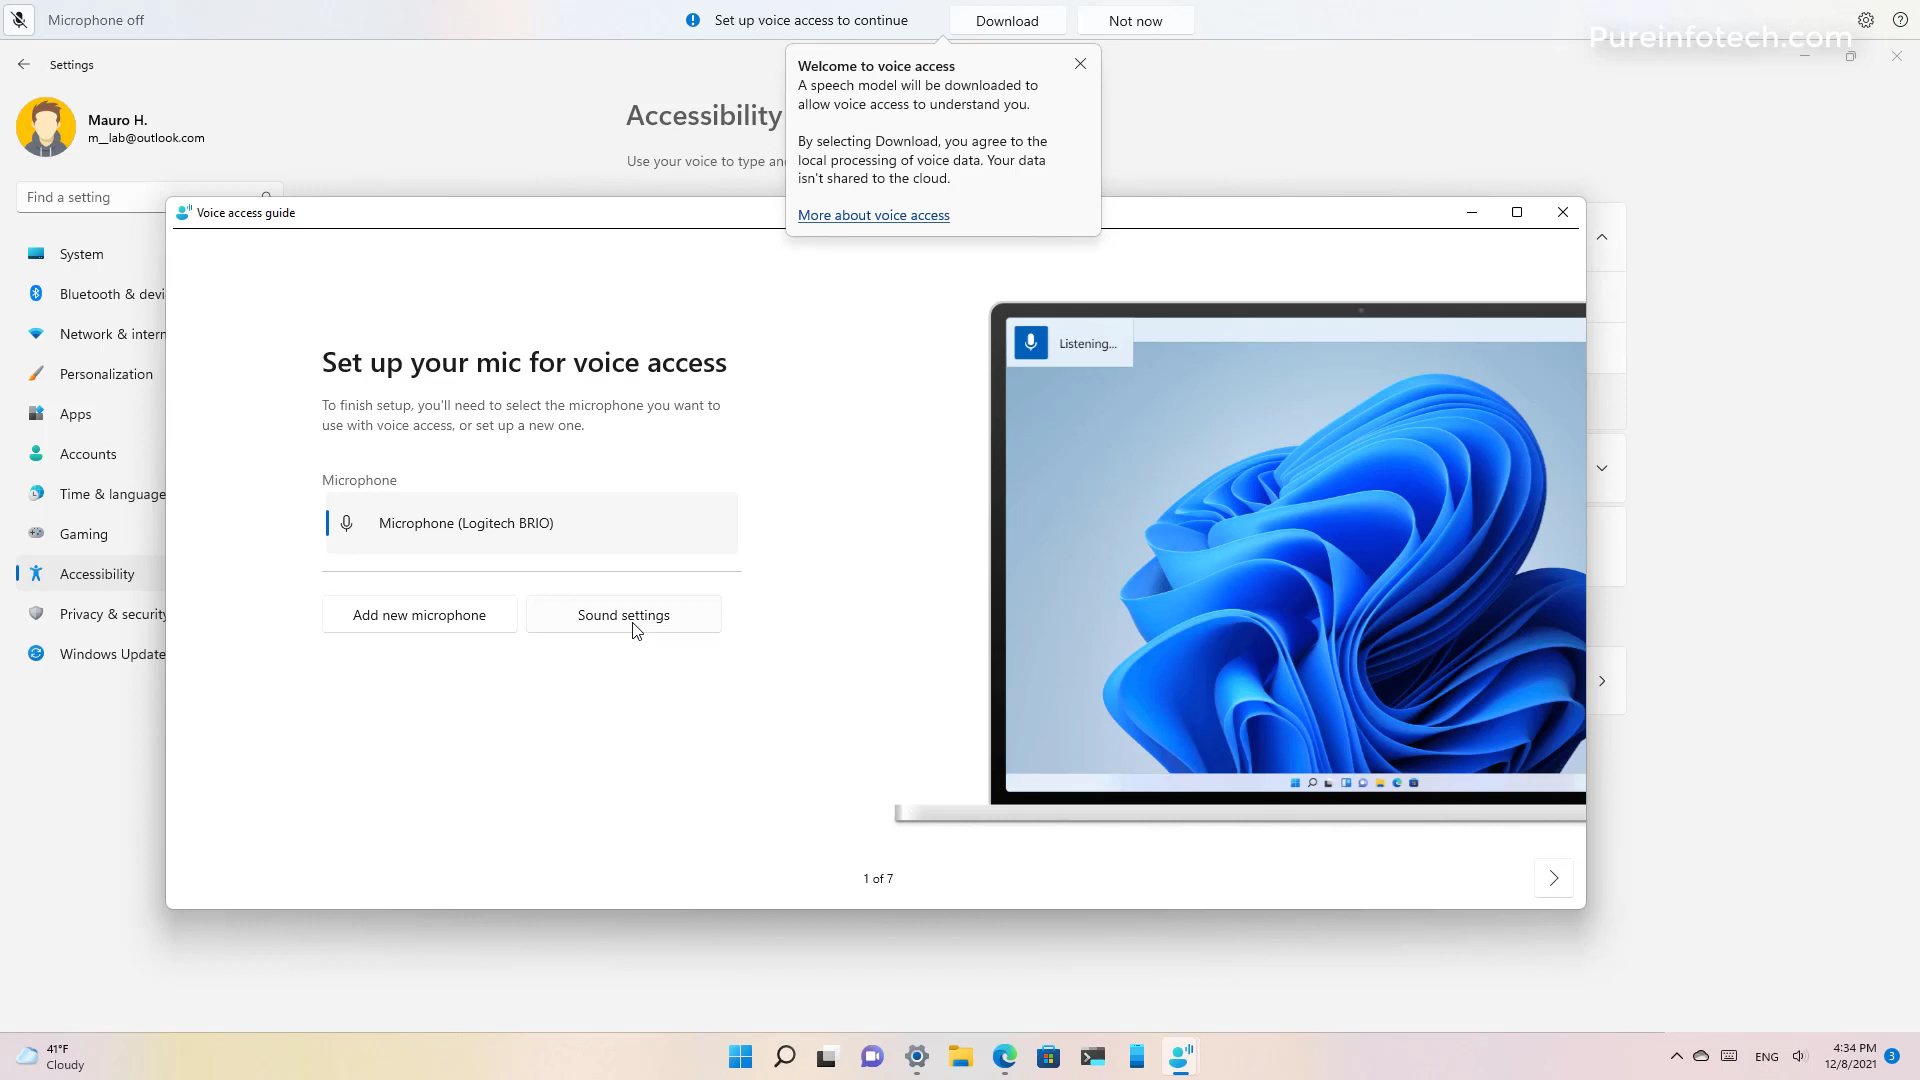 Microphone off
Set up voice access to continue
Download
Not now
Pureinfotech.com
Settings
Mauro H.
m__lab@outlook.com
Accessibility
Use your voice to type an
Welcome to voice access
A speech model will be downloaded to
allow voice access to understand you.
By selecting Download, you agree to the
local processing of voice data. Your data
isn't shared to the cloud.
More about voice access
Find a setting
System
Bluetooth & devi
Network & intern
Personalization
Apps
Accounts
Time & language
Gaming
Accessibility
Privacy & security
Windows Update
Voice access guide
Set up your mic for voice access
To finish setup, you'll need to select the microphone you want to
use with voice access, or set up a new one.
Microphone
Microphone (Logitech BRIO)
Add new microphone
Sound settings
Listening...
1 of 7
41°F
Cloudy
ENG
4:34 PM
12/8/2021
3